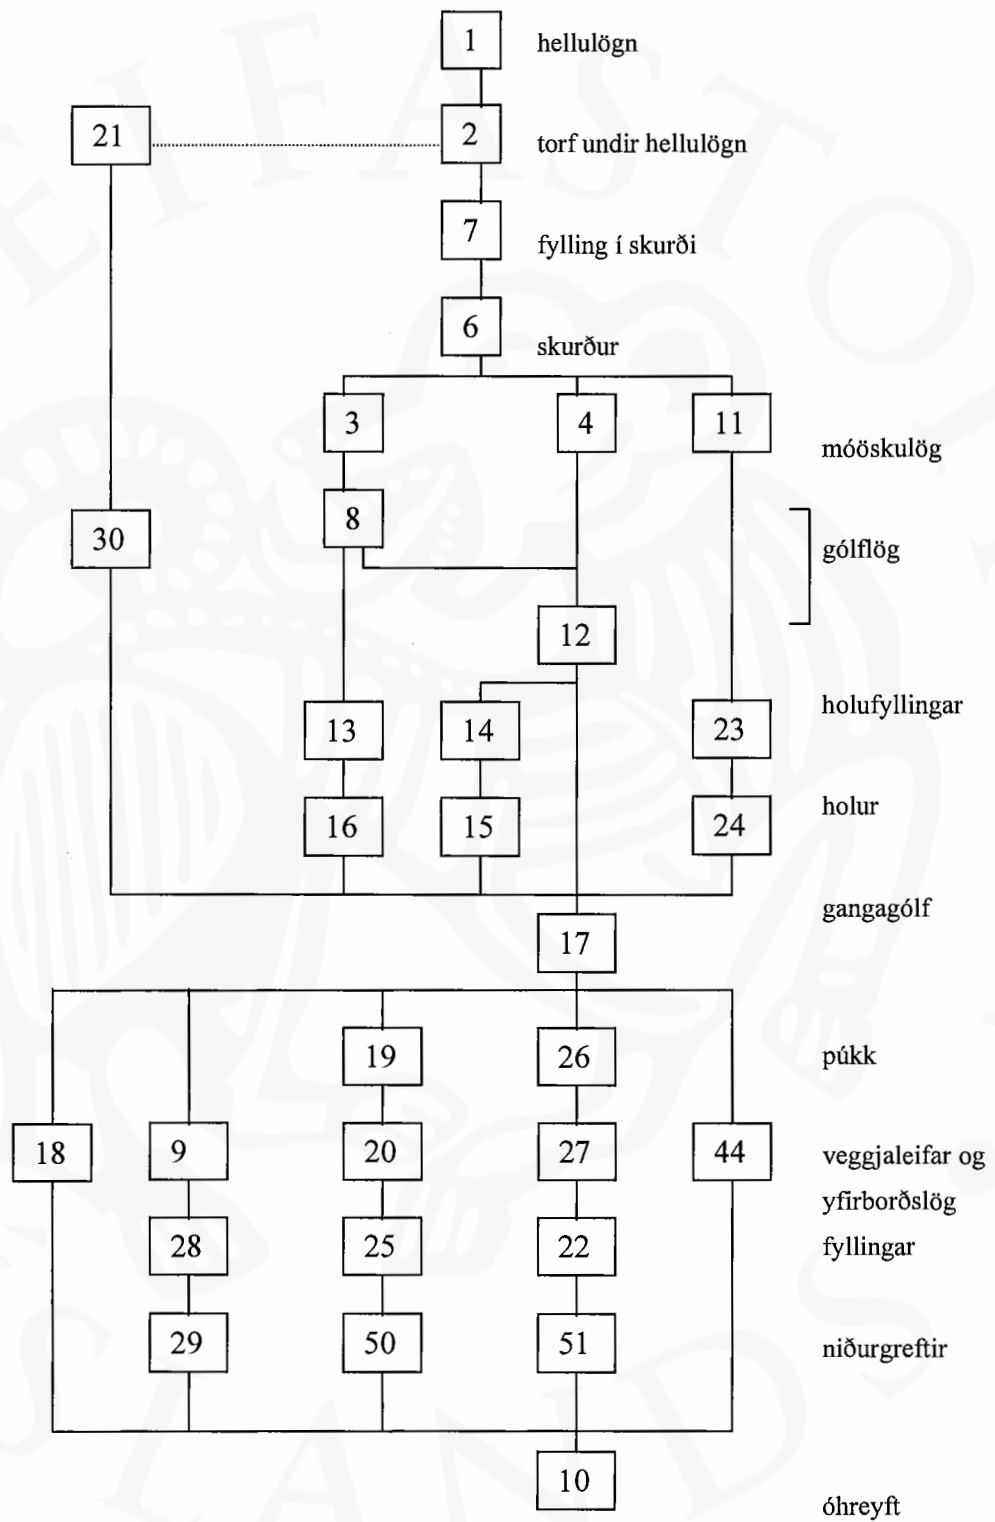 1 hellulögn
21 2 torf undir hellulögn
7 fylling í skurði
6 skurður
3 4 11 móöskulög
8 30 gólflög
12
13 14 23 holufyllingar
16 15 24 holur
gangagólf
17
19 26 púkk
18 9 20 27 44 veggjaleifar og
yfirborðslög
28 25 22 fyllingar
29 50 51 niðurgreftir
10 óhreyft